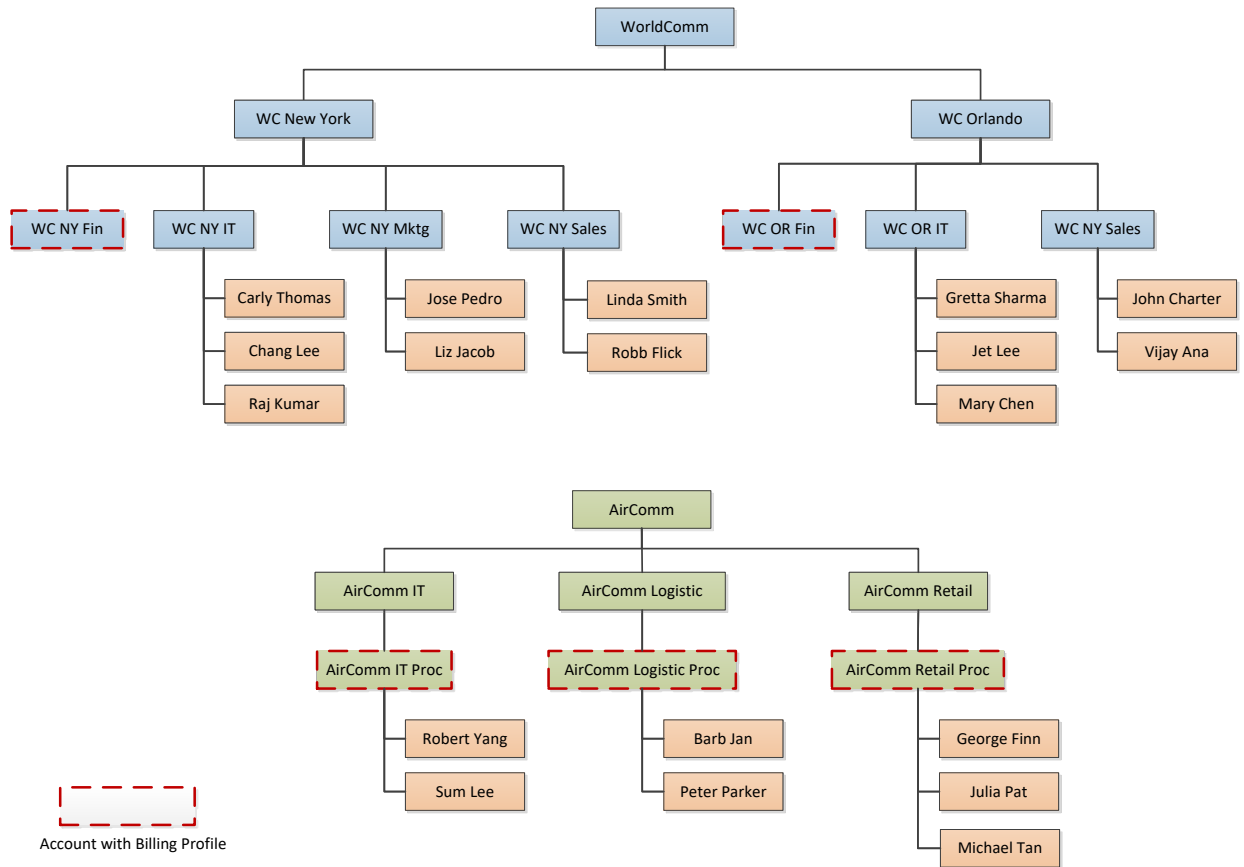 WorldComm
WC New York
WC Orlando
WC NY Fin
WC NY IT
WC NY Mktg
WC NY Sales
WC OR Fin
WC OR IT
WC NY Sales
Carly Thomas
Jose Pedro
Linda Smith
Gretta Sharma
John Charter
Chang Lee
Liz Jacob
Robb Flick
Jet Lee
Vijay Ana
Raj Kumar
Mary Chen
AirComm
AirComm IT
AirComm Logistic
AirComm Retail
AirComm IT Proc
AirComm Logistic Proc
AirComm Retail Proc
Robert Yang
Barb Jan
George Finn
Sum Lee
Peter Parker
Julia Pat
Michael Tan
Account with Billing Profile